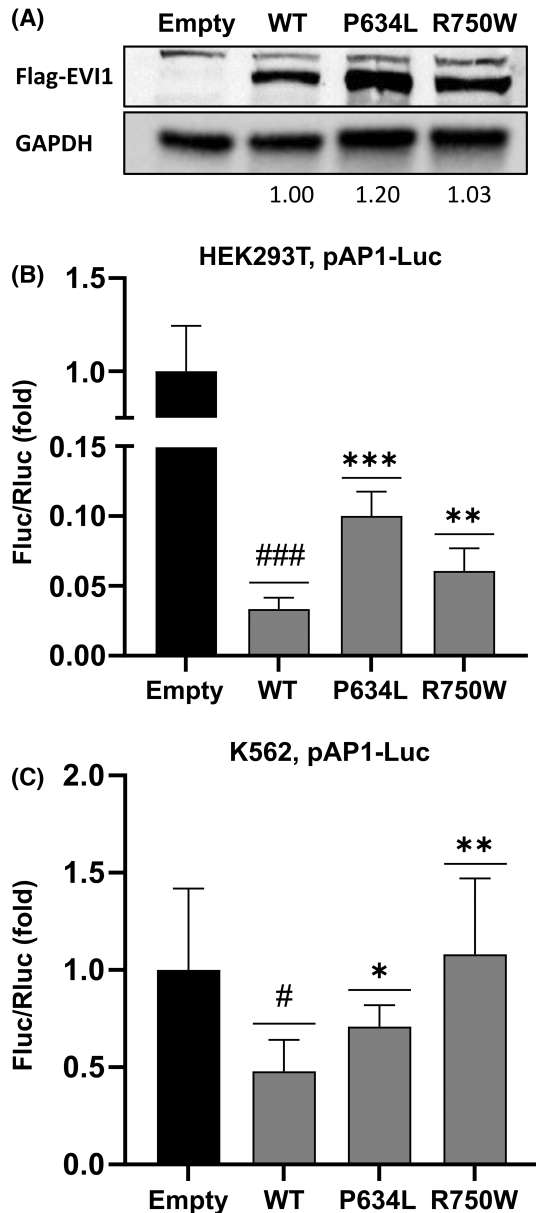 (A) Empty WT P634L R750W
Flag-EVI1
GAPDH
1.00 1.20 1.03
(B) HEK293T, pAP1-Luc
Fluc/Rluc (fold)
1.5
1.0
0.15
0.10
0.05
0.00
###
***
**
Empty WT P634L R750W
(C) K562, pAP1-Luc
Fluc/Rluc (fold)
2.0
1.5
1.0
0.5
0.0
#
*
**
Empty WT P634L R750W